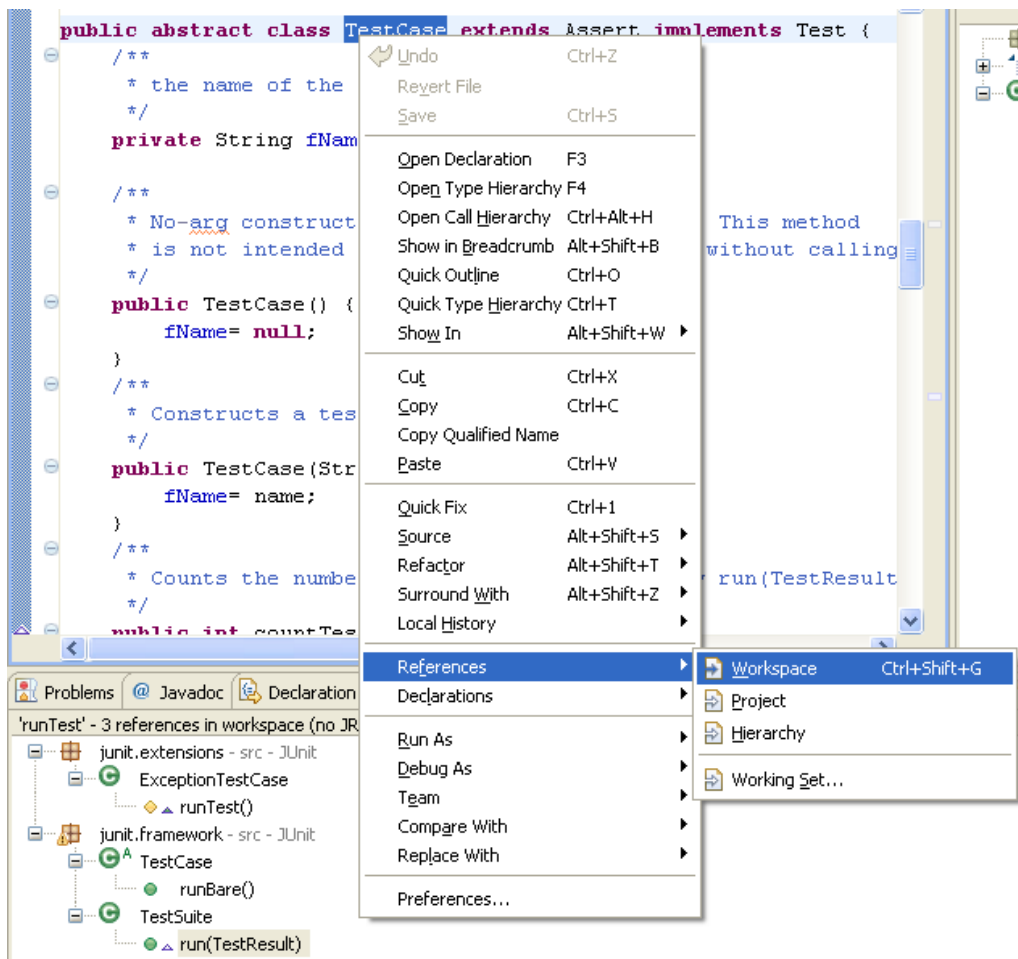 public abstract class TestCase extends Assert implements Test {
/**
* the name of the
*/
private String fNam
/**
* No-arg construct This method
* is not intended without calling
*/
public TestCase() {
fName= null;
}
/**
* Constructs a tes
*/
public TestCase(Str
fName= name;
}
/**
* Counts the numbe run(TestResult
*/
public int countTes
Undo Ctrl+Z
Revert File
Save Ctrl+S
Open Declaration F3
Open Type Hierarchy F4
Open Call Hierarchy Ctrl+Alt+H
Show in Breadcrumb Alt+Shift+B
Quick Outline Ctrl+O
Quick Type Hierarchy Ctrl+T
Show In Alt+Shift+W
Cut Ctrl+X
Copy Ctrl+C
Copy Qualified Name
Paste Ctrl+V
Quick Fix Ctrl+1
Source Alt+Shift+S
Refactor Alt+Shift+T
Surround With Alt+Shift+Z
Local History
References
Declarations
Run As
Debug As
Team
Compare With
Replace With
Preferences...
Workspace Ctrl+Shift+G
Project
Hierarchy
Working Set...
Problems @ Javadoc Declaration
'runTest' - 3 references in workspace (no JR
junit.extensions - src - JUnit
ExceptionTestCase
runTest()
junit.framework - src - JUnit
TestCase
runBare()
TestSuite
run(TestResult)